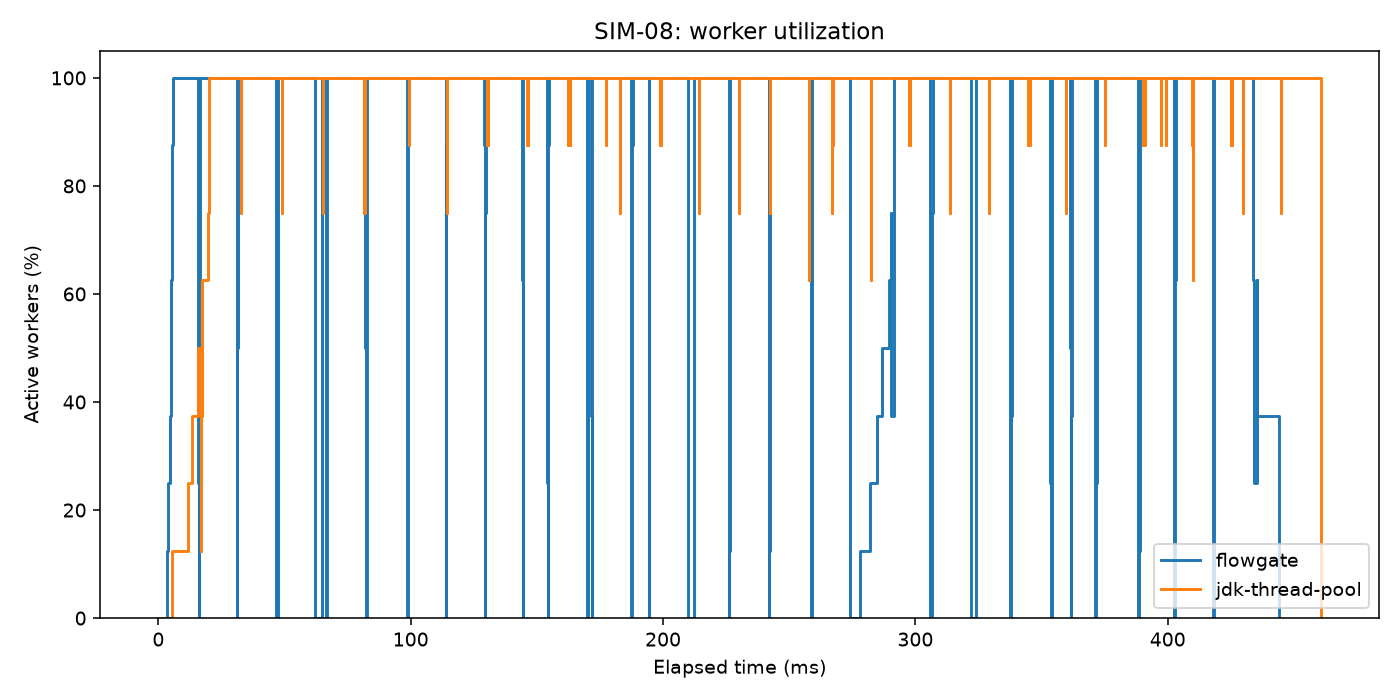 SIM-08: worker utilization
Active workers (%)
100
80
60
40
20
0
0 100 200 300 400
Elapsed time (ms)
flowgate
jdk-thread-pool